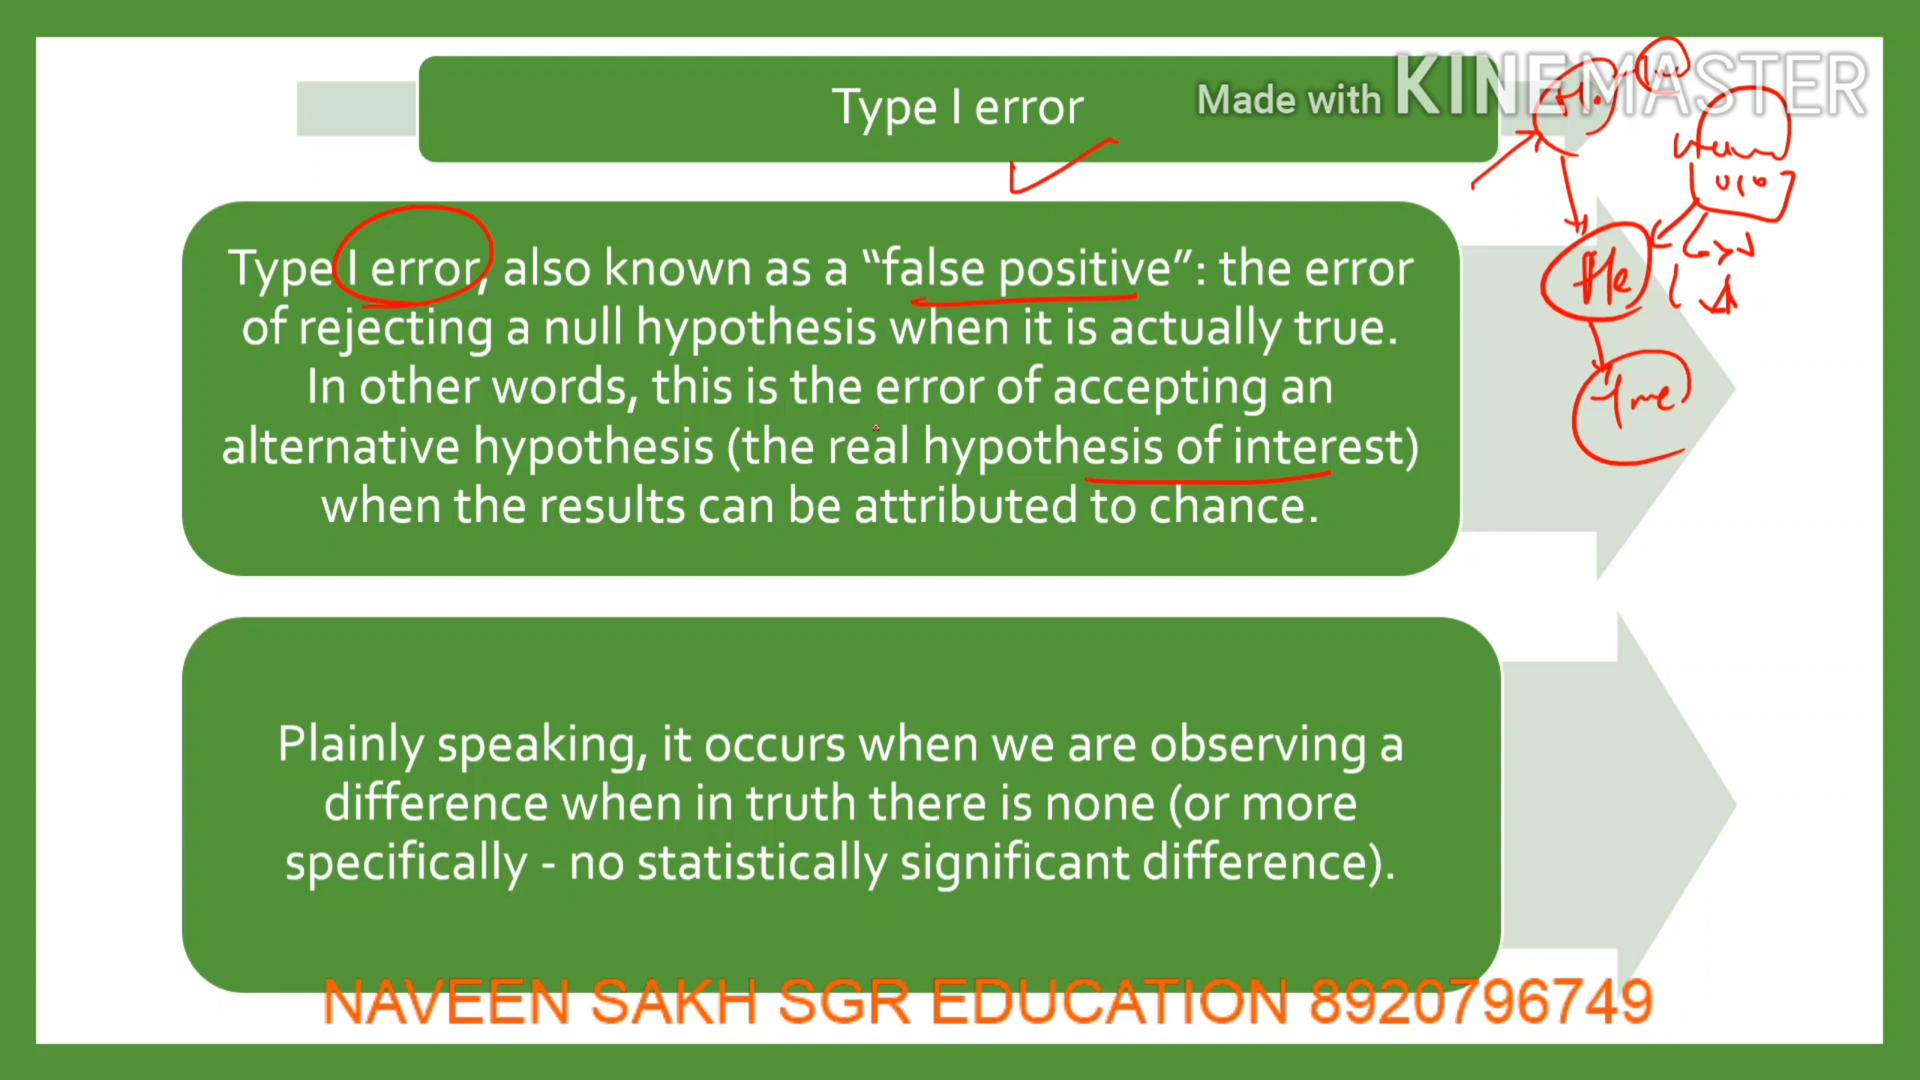 Type I error
Made with KINEMASTER
Type I error, also known as a “false positive”: the error
of rejecting a null hypothesis when it is actually true.
In other words, this is the error of accepting an
alternative hypothesis (the real hypothesis of interest)
when the results can be attributed to chance.
Plainly speaking, it occurs when we are observing a
difference when in truth there is none (or more
specifically - no statistically significant difference).
NAVEEN SAKH SGR EDUCATION 8920796749